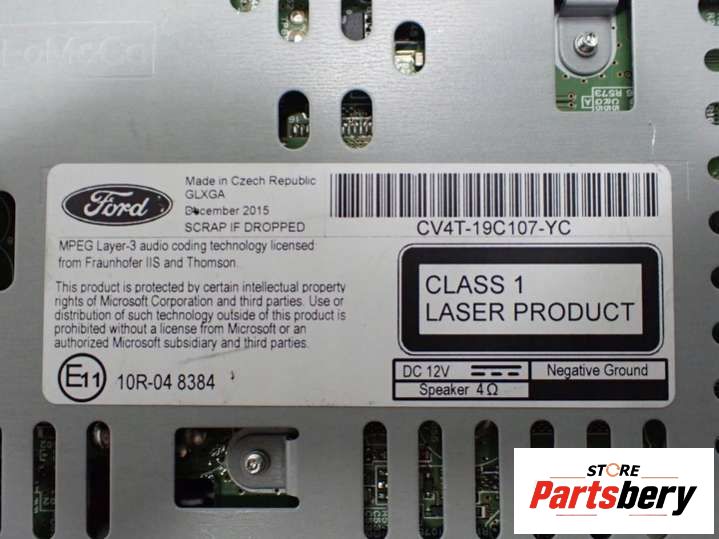 Ford
Made in Czech Republic
GLXGA
December 2015
SCRAP IF DROPPED
CV4T-19C107-YC
MPEG Layer-3 audio coding technology licensed
from Fraunhofer IIS and Thomson.
This product is protected by certain intellectual property
rights of Microsoft Corporation and third parties. Use or
distribution of such technology outside of this product is
prohibited without a license from Microsoft or an
authorized Microsoft subsidiary and third parties.
CLASS 1
LASER PRODUCT
E11 10R-04 8384
DC 12V
Negative Ground
Speaker 4Ω
R573
STORE
Partsbery